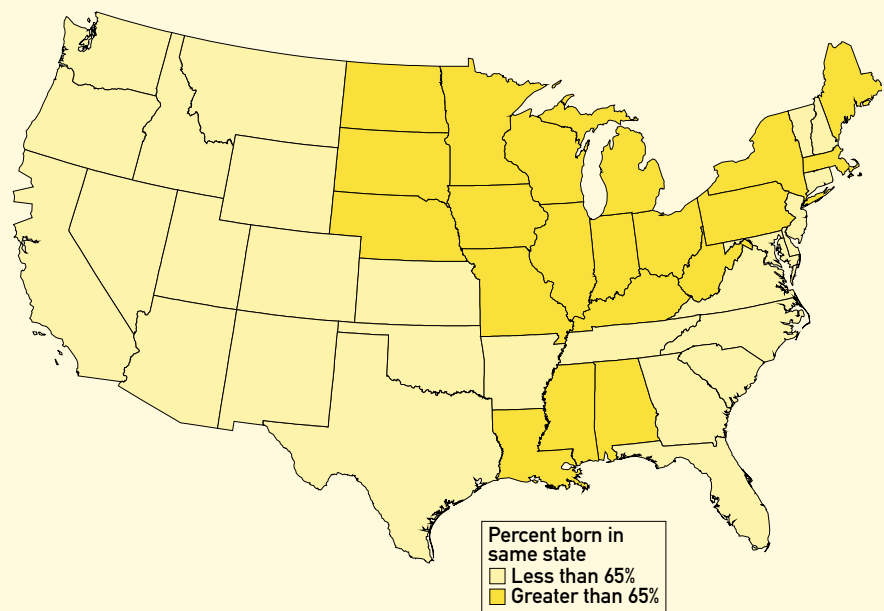 Percent born in
same state
Less than 65%
Greater than 65%